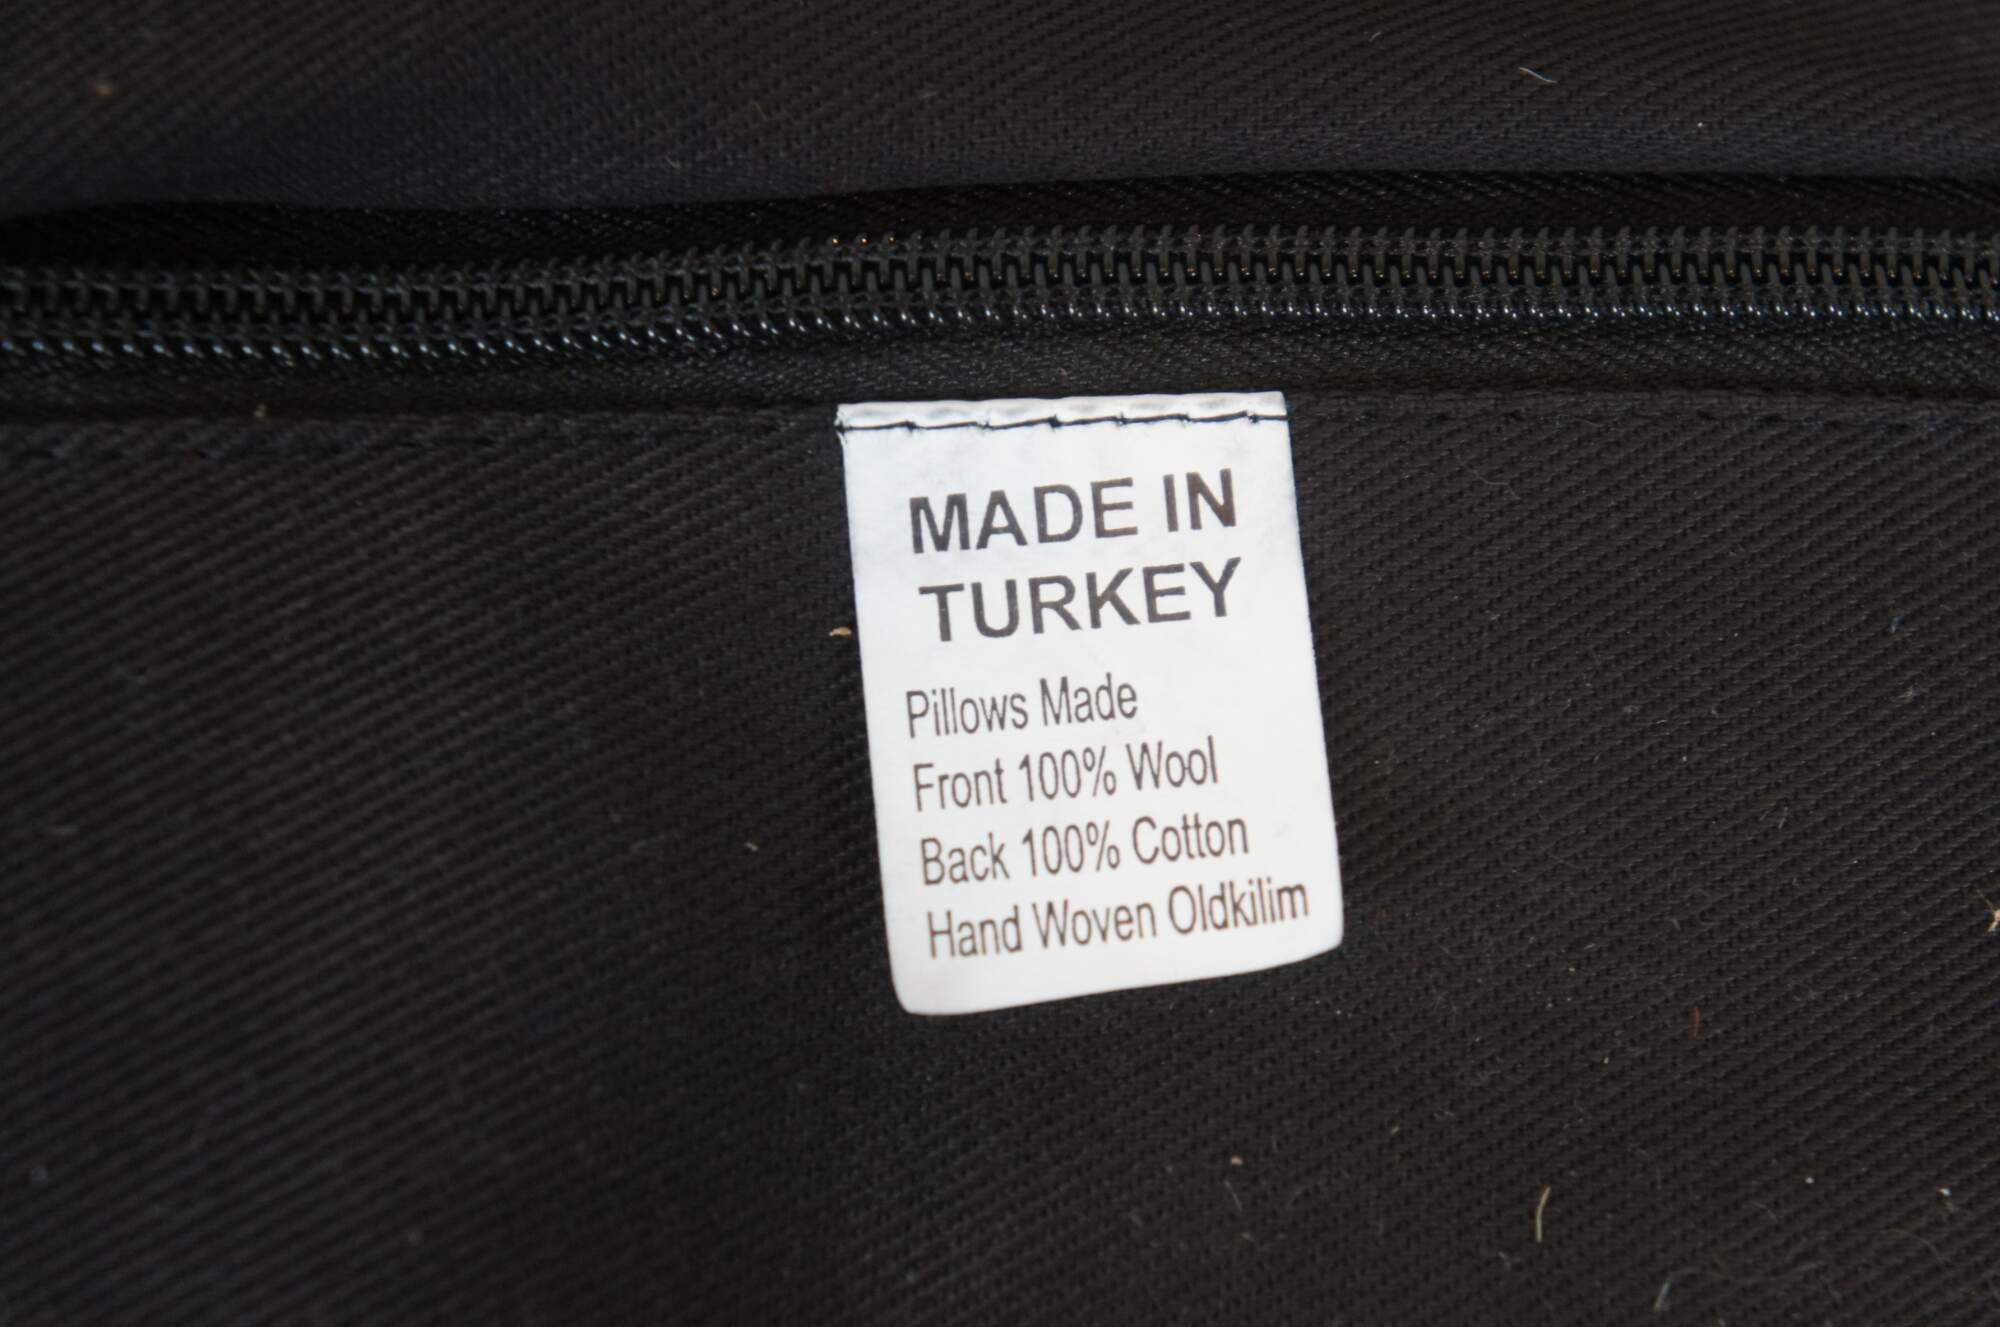 MADE IN
TURKEY
Pillows Made
Front 100% Wool
Back 100% Cotton
Hand Woven Oldkilim